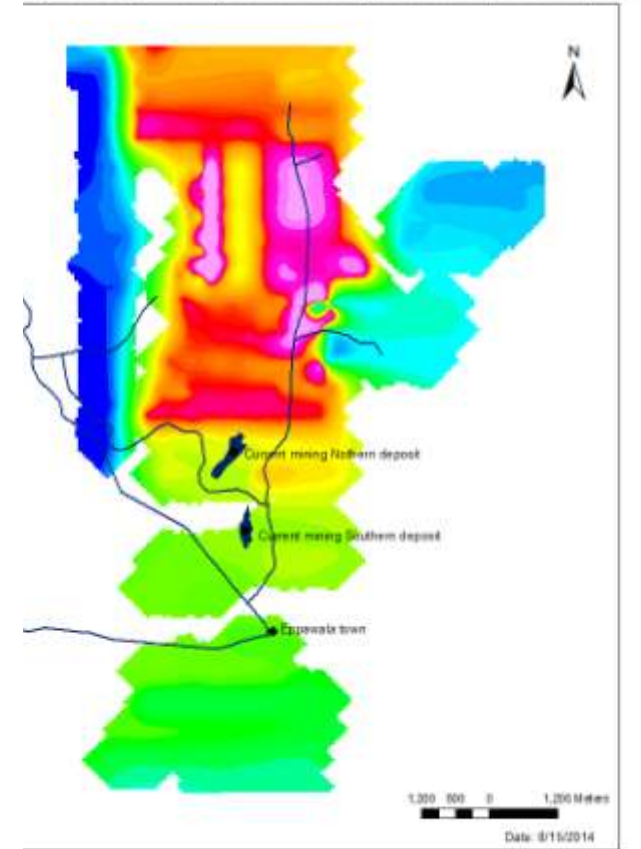 N
Current mining Nothern deposit
Current mining Southern deposit
Eppawala town
1,200 600 0 1,200 Meters
Date: 8/15/2014